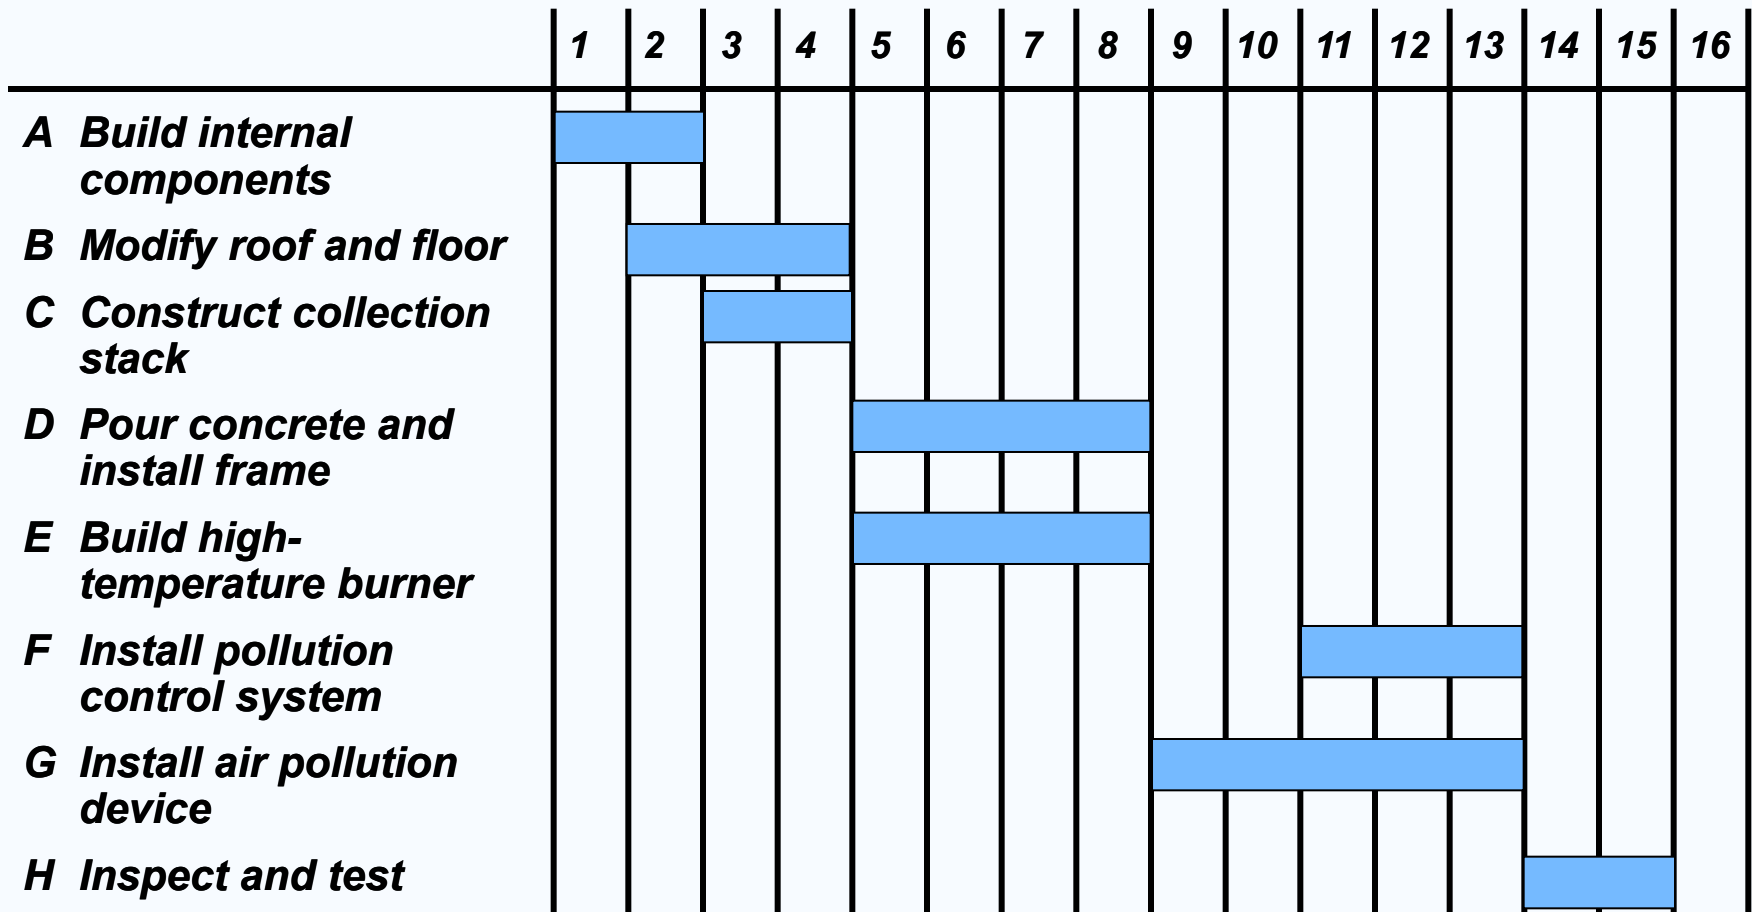 1 2 3 4 5 6 7 8 9 10 11 12 13 14 15 16
A Build internal
components
B Modify roof and floor
C Construct collection
stack
D Pour concrete and
install frame
E Build high-
temperature burner
F Install pollution
control system
G Install air pollution
device
H Inspect and test